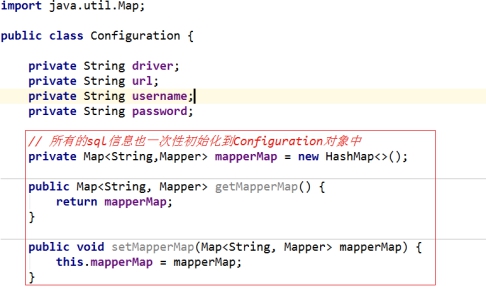 import java.util.Map;
public class Configuration {
private String driver;
private String url;
private String username;
private String password;
// 所有的sql信息也一次性初始化到Configuration对象中
private Map<String,Mapper> mapperMap = new HashMap<>();
public Map<String, Mapper> getMapperMap() {
return mapperMap;
}
public void setMapperMap(Map<String, Mapper> mapperMap) {
this.mapperMap = mapperMap;
}